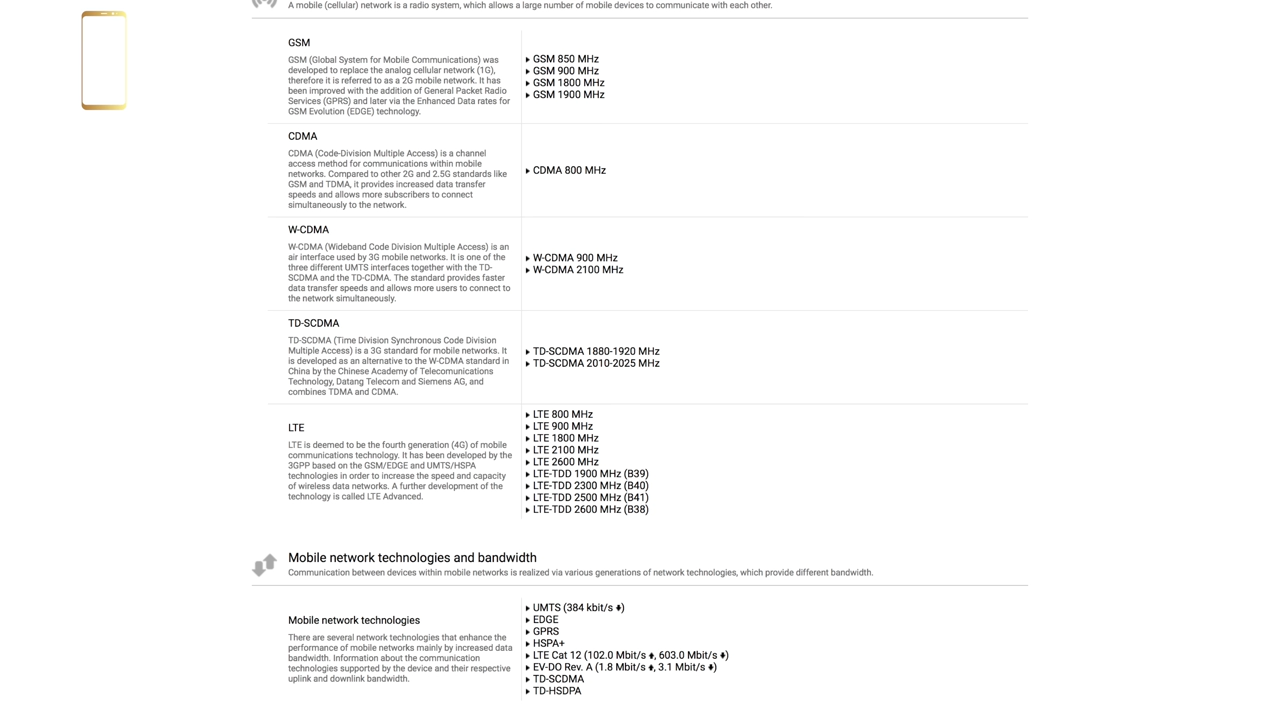 A mobile (cellular) network is a radio system, which allows a large number of mobile devices to communicate with each other.
GSM
GSM (Global System for Mobile Communications) was
developed to replace the analog cellular network (1G),
therefore it is referred to as a 2G mobile network. It has
been improved with the addition of General Packet Radio
Services (GPRS) and later via the Enhanced Data rates for
GSM Evolution (EDGE) technology.
GSM 850 MHz
GSM 900 MHz
GSM 1800 MHz
GSM 1900 MHz
CDMA
CDMA (Code-Division Multiple Access) is a channel
access method for communications within mobile
networks. Compared to other 2G and 2.5G standards like
GSM and TDMA, it provides increased data transfer
speeds and allows more subscribers to connect
simultaneously to the network.
CDMA 800 MHz
W-CDMA
W-CDMA (Wideband Code Division Multiple Access) is an
air interface used by 3G mobile networks. It is one of the
three different UMTS interfaces together with the TD-
SCDMA and the TD-CDMA. The standard provides faster
data transfer speeds and allows more users to connect to
the network simultaneously.
W-CDMA 900 MHz
W-CDMA 2100 MHz
TD-SCDMA
TD-SCDMA (Time Division Synchronous Code Division
Multiple Access) is a 3G standard for mobile networks. It
is developed as an alternative to the W-CDMA standard in
China by the Chinese Academy of Telecommunications
Technology, Datang Telecom and Siemens AG, and
combines TDMA and CDMA.
TD-SCDMA 1880-1920 MHz
TD-SCDMA 2010-2025 MHz
LTE
LTE is deemed to be the fourth generation (4G) of mobile
communications technology. It has been developed by the
3GPP based on the GSM/EDGE and UMTS/HSPA
technologies in order to increase the speed and capacity
of wireless data networks. A further development of the
technology is called LTE Advanced.
LTE 800 MHz
LTE 900 MHz
LTE 1800 MHz
LTE 2100 MHz
LTE 2600 MHz
LTE-TDD 1900 MHz (B39)
LTE-TDD 2300 MHz (B40)
LTE-TDD 2500 MHz (B41)
LTE-TDD 2600 MHz (B38)
Mobile network technologies and bandwidth
Communication between devices within mobile networks is realized via various generations of network technologies, which provide different bandwidth.
Mobile network technologies
There are several network technologies that enhance the
performance of mobile networks mainly by increased data
bandwidth. Information about the communication
technologies supported by the device and their respective
uplink and downlink bandwidth.
UMTS (384 kbit/s ⬇)
EDGE
GPRS
HSPA+
LTE Cat 12 (102.0 Mbit/s ⬆, 603.0 Mbit/s ⬇)
EV-DO Rev. A (1.8 Mbit/s ⬆, 3.1 Mbit/s ⬇)
TD-SCDMA
TD-HSDPA